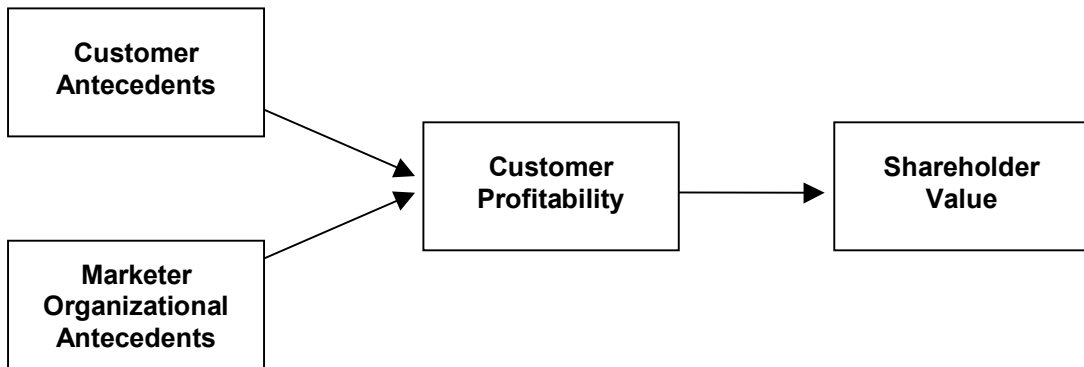 Customer
Antecedents
Customer
Profitability
Shareholder
Value
Marketer
Organizational
Antecedents